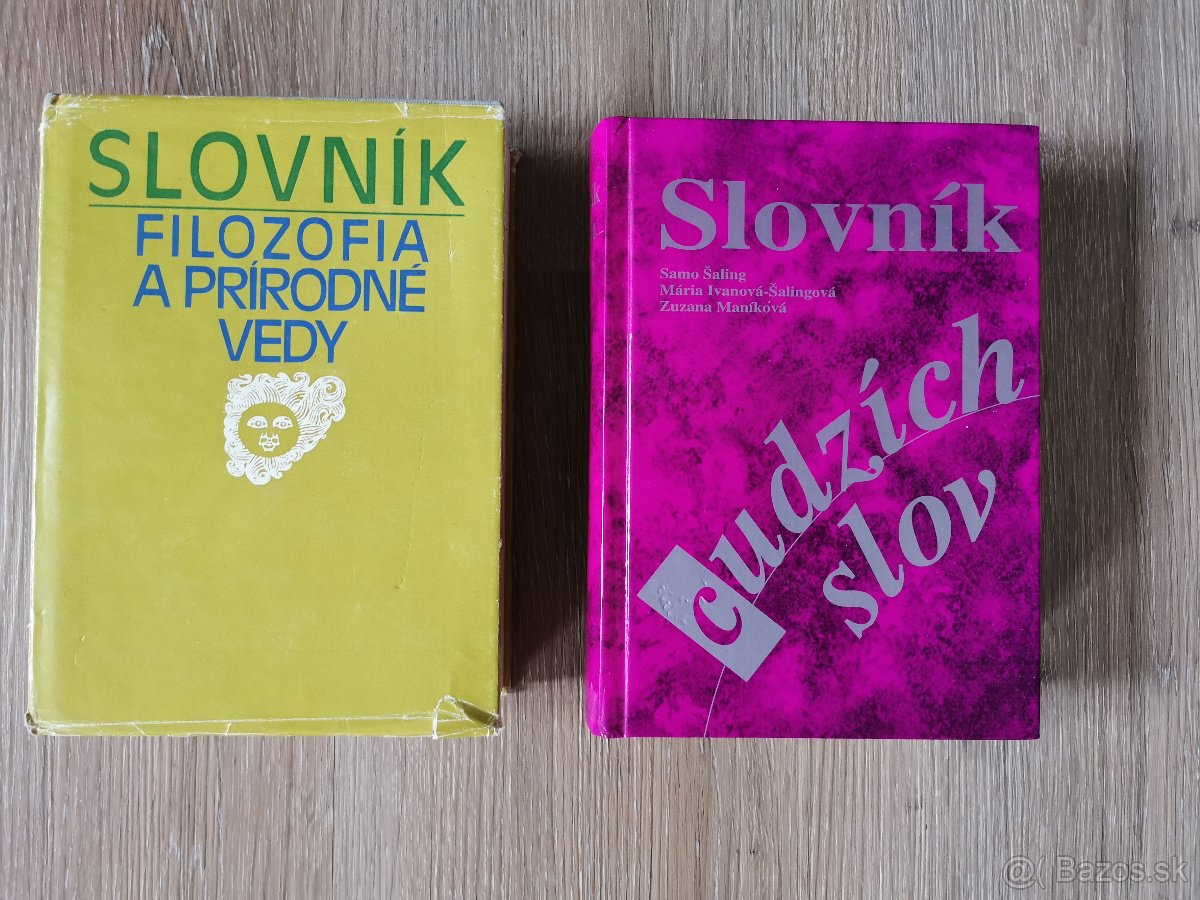 SLOVNÍK
FILOZOFIA
A PRÍRODNÉ
VEDY
Slovník
Samo Šaling
Mária Ivanová-Šalingová
Zuzana Maníková
cudzích
slov
@( Bazos.sk